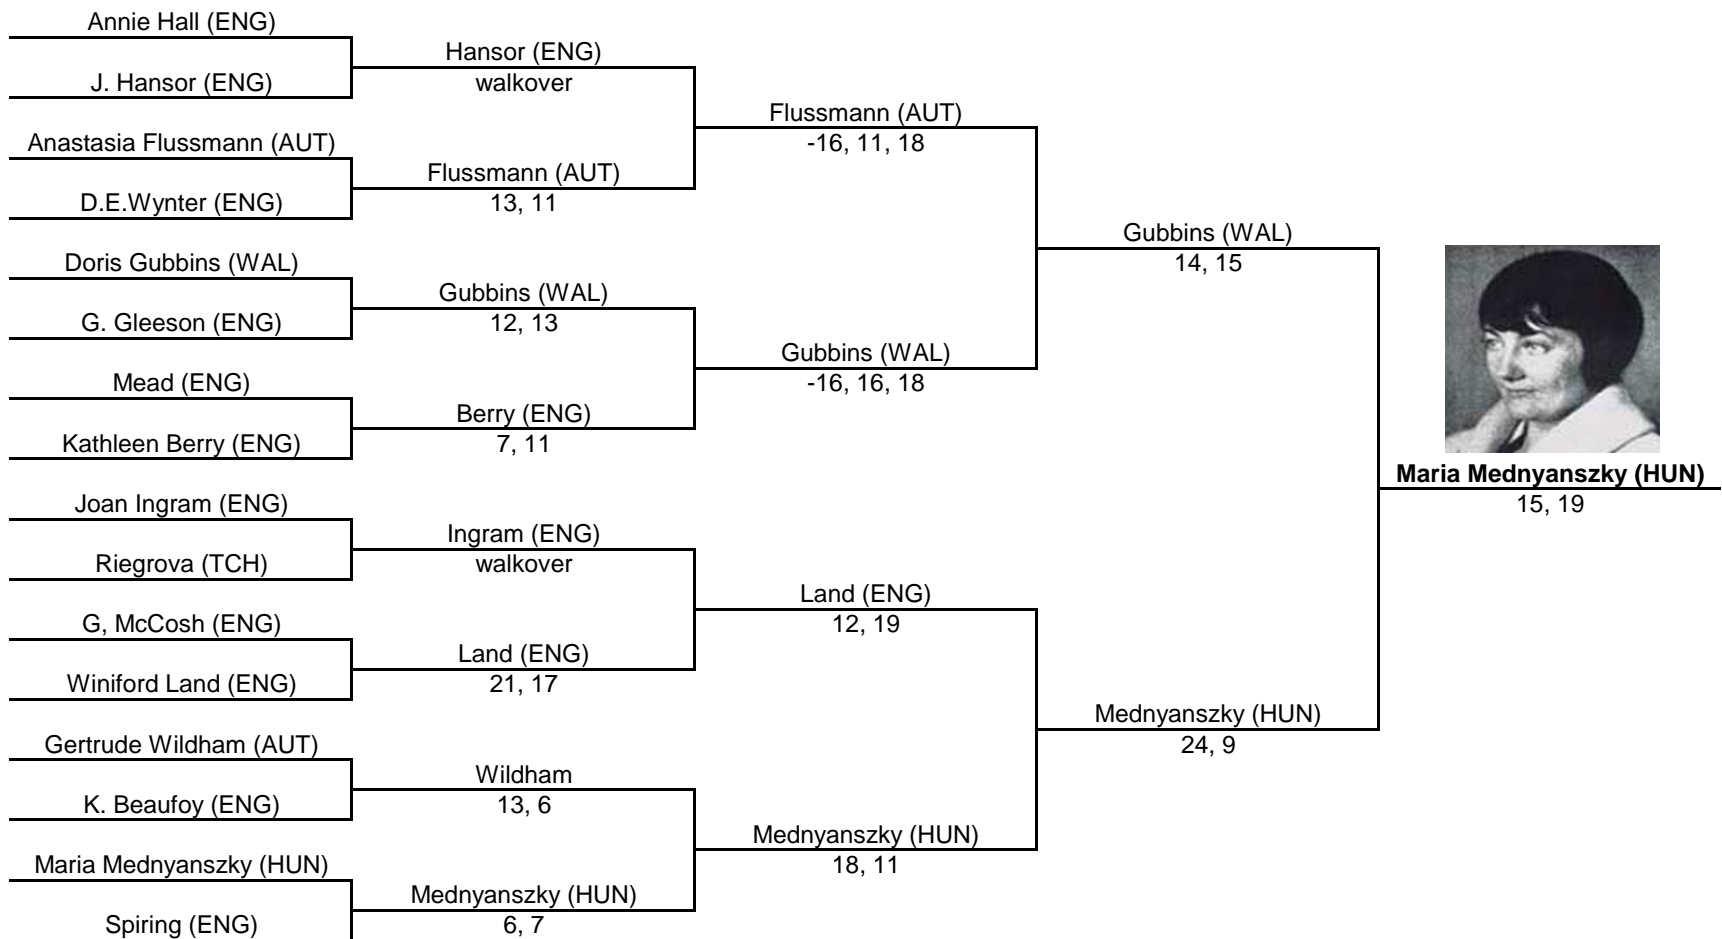 Annie Hall (ENG)
J. Hansor (ENG)
Anastasia Flussmann (AUT)
D.E.Wynter (ENG)
Doris Gubbins (WAL)
G. Gleeson (ENG)
Mead (ENG)
Kathleen Berry (ENG)
Joan Ingram (ENG)
Riegrova (TCH)
G, McCosh (ENG)
Winiford Land (ENG)
Gertrude Wildham (AUT)
K. Beaufoy (ENG)
Maria Mednyanszky (HUN)
Spiring (ENG)
Hansor (ENG)
walkover
Flussmann (AUT)
13, 11
Gubbins (WAL)
12, 13
Berry (ENG)
7, 11
Ingram (ENG)
walkover
Land (ENG)
21, 17
Wildham
13, 6
Mednyanszky (HUN)
6, 7
Flussmann (AUT)
-16, 11, 18
Gubbins (WAL)
-16, 16, 18
Land (ENG)
12, 19
Mednyanszky (HUN)
18, 11
Gubbins (WAL)
14, 15
Mednyanszky (HUN)
24, 9
Maria Mednyanszky (HUN)
15, 19